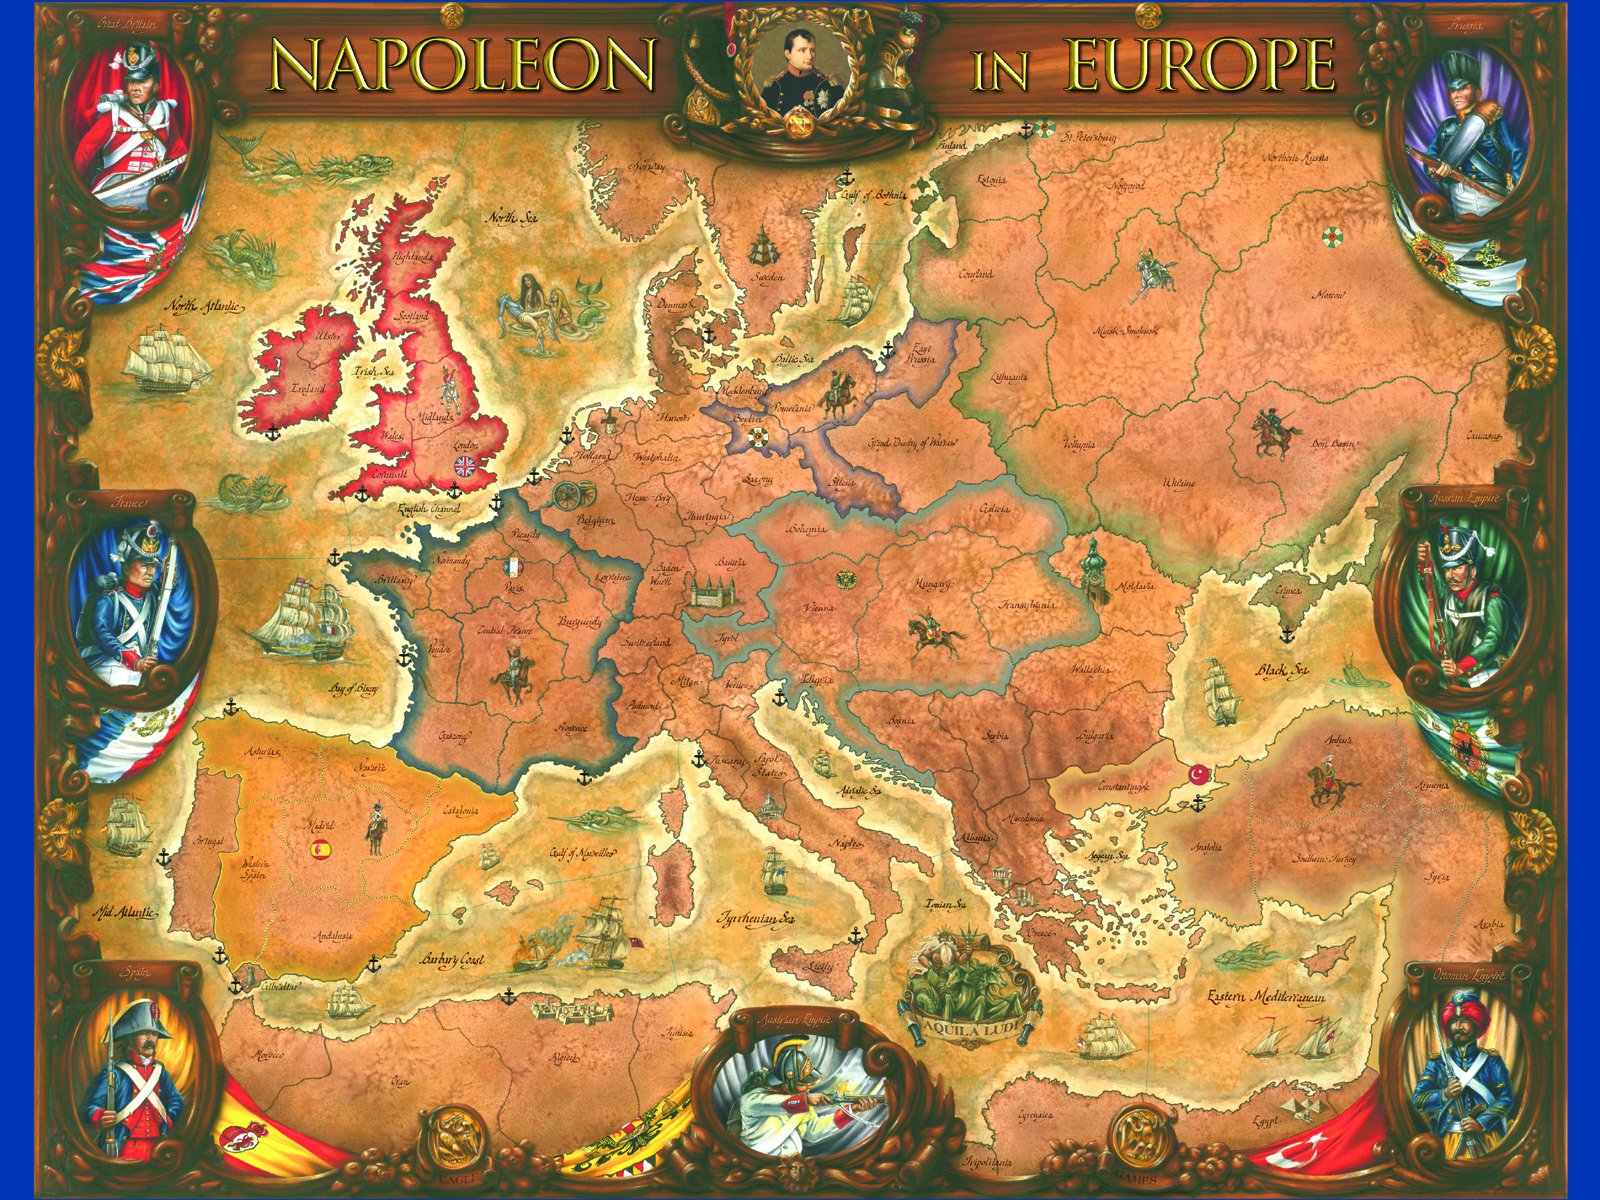 Great Britain
Prussia
NAPOLEON
IN EUROPE
Norway
Finland
St. Petersburg
Northern Russia
Estonia
Novgorod
Gulf of Bothnia
North Sea
Highlands
Sweden
Courland
North Atlantic
Denmark
Moscow
Scotland
Minsk-Smolensk
Ulster
Irish Sea
Baltic Sea
East
Prussia
Ireland
Lithuania
Mecklenburg
Pomerania
Midlands
Hanover
Berlin
Wales
London
Grand Duchy of Warsaw
Volhynia
Don Basin
Caucasus
Holland
Westphalia
Cornwall
Saxony
Silesia
Ukraine
France
Russian Empire
English Channel
Hesse-Berg
Thuringia
Galicia
Belgium
Bohemia
Picardy
Normandy
Paris
Lorraine
Baden
Bavaria
Brittany
Vienna
Hungary
Transylvania
Moldavia
Crimea
Central France
Burgundy
Vendée
Switzerland
Tyrol
Wallachia
Black Sea
Bay of Biscay
Milan
Venice
Illyria
Piedmont
Gascony
Provence
Bosnia
Serbia
Bulgaria
Asturias
Navarre
Tuscany
Papal
States
Ankara
Catalonia
Adriatic Sea
Constantinople
Armenia
Madrid
Portugal
Macedonia
Albania
Naples
Gulf of Marseilles
Aegean Sea
Anatolia
Southern Turkey
Western
Spain
Syria
Mid Atlantic
Tyrrhenian Sea
Ionian Sea
Andalusia
Greece
Arabia
Barbary Coast
Sicily
Spain
Gibraltar
Ottoman Empire
Eastern Mediterranean
Austrian Empire
AQUILA LUDI
Morocco
Oran
Algiers
Tunisia
Cyrenaica
Egypt
Tripolitania
EAGLE
GAMES